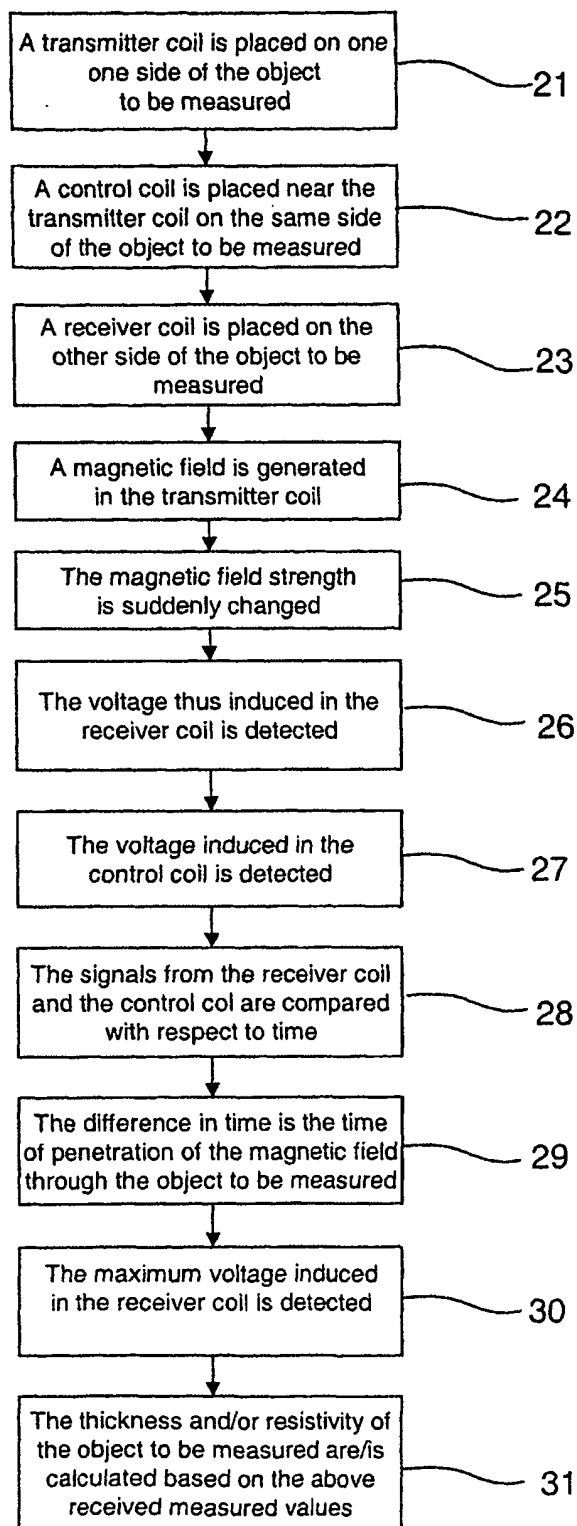 A transmitter coil is placed on one
one side of the object
to be measured
21
A control coil is placed near the
transmitter coil on the same side
of the object to be measured
22
A receiver coil is placed on the
other side of the object to be
measured
23
A magnetic field is generated
in the transmitter coil
24
The magnetic field strength
is suddenly changed
25
The voltage thus induced in the
receiver coil is detected
26
The voltage induced in the
control coil is detected
27
The signals from the receiver coil
and the control col are compared
with respect to time
28
The difference in time is the time
of penetration of the magnetic field
through the object to be measured
29
The maximum voltage induced
in the receiver coil is detected
30
The thickness and/or resistivity of
the object to be measured are/is
calculated based on the above
received measured values
31